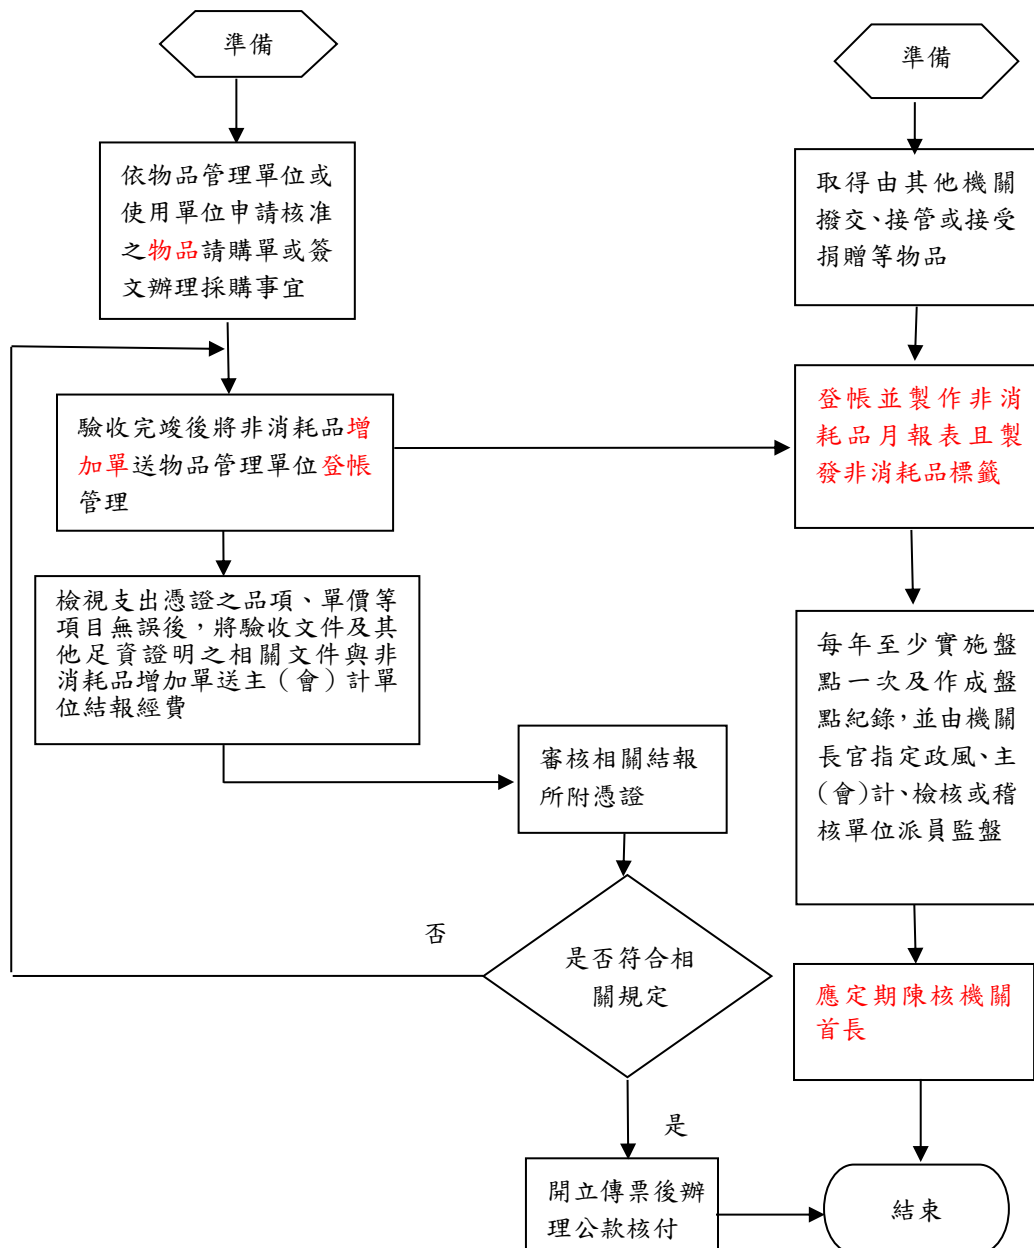 準備
依物品管理單位或
使用單位申請核准
之物品請購單或簽
文辦理採購事宜
驗收完竣後將非消耗品增
加單送物品管理單位登帳
管理
檢視支出憑證之品項、單價等
項目無誤後，將驗收文件及其
他足資證明之相關文件與非
消耗品增加單送主（會）計單
位結報經費
審核相關結報
所附憑證
是否符合相
關規定
否
是
開立傳票後辦
理公款核付
準備
取得由其他機關
撥交、接管或接受
捐贈等物品
登帳並製作非消
耗品月報表且製
發非消耗品標籤
每年至少實施盤
點一次及作成盤
點紀錄，並由機關
長官指定政風、主
（會）計、檢核或稽
核單位派員監盤
應定期陳核機關
首長
結束